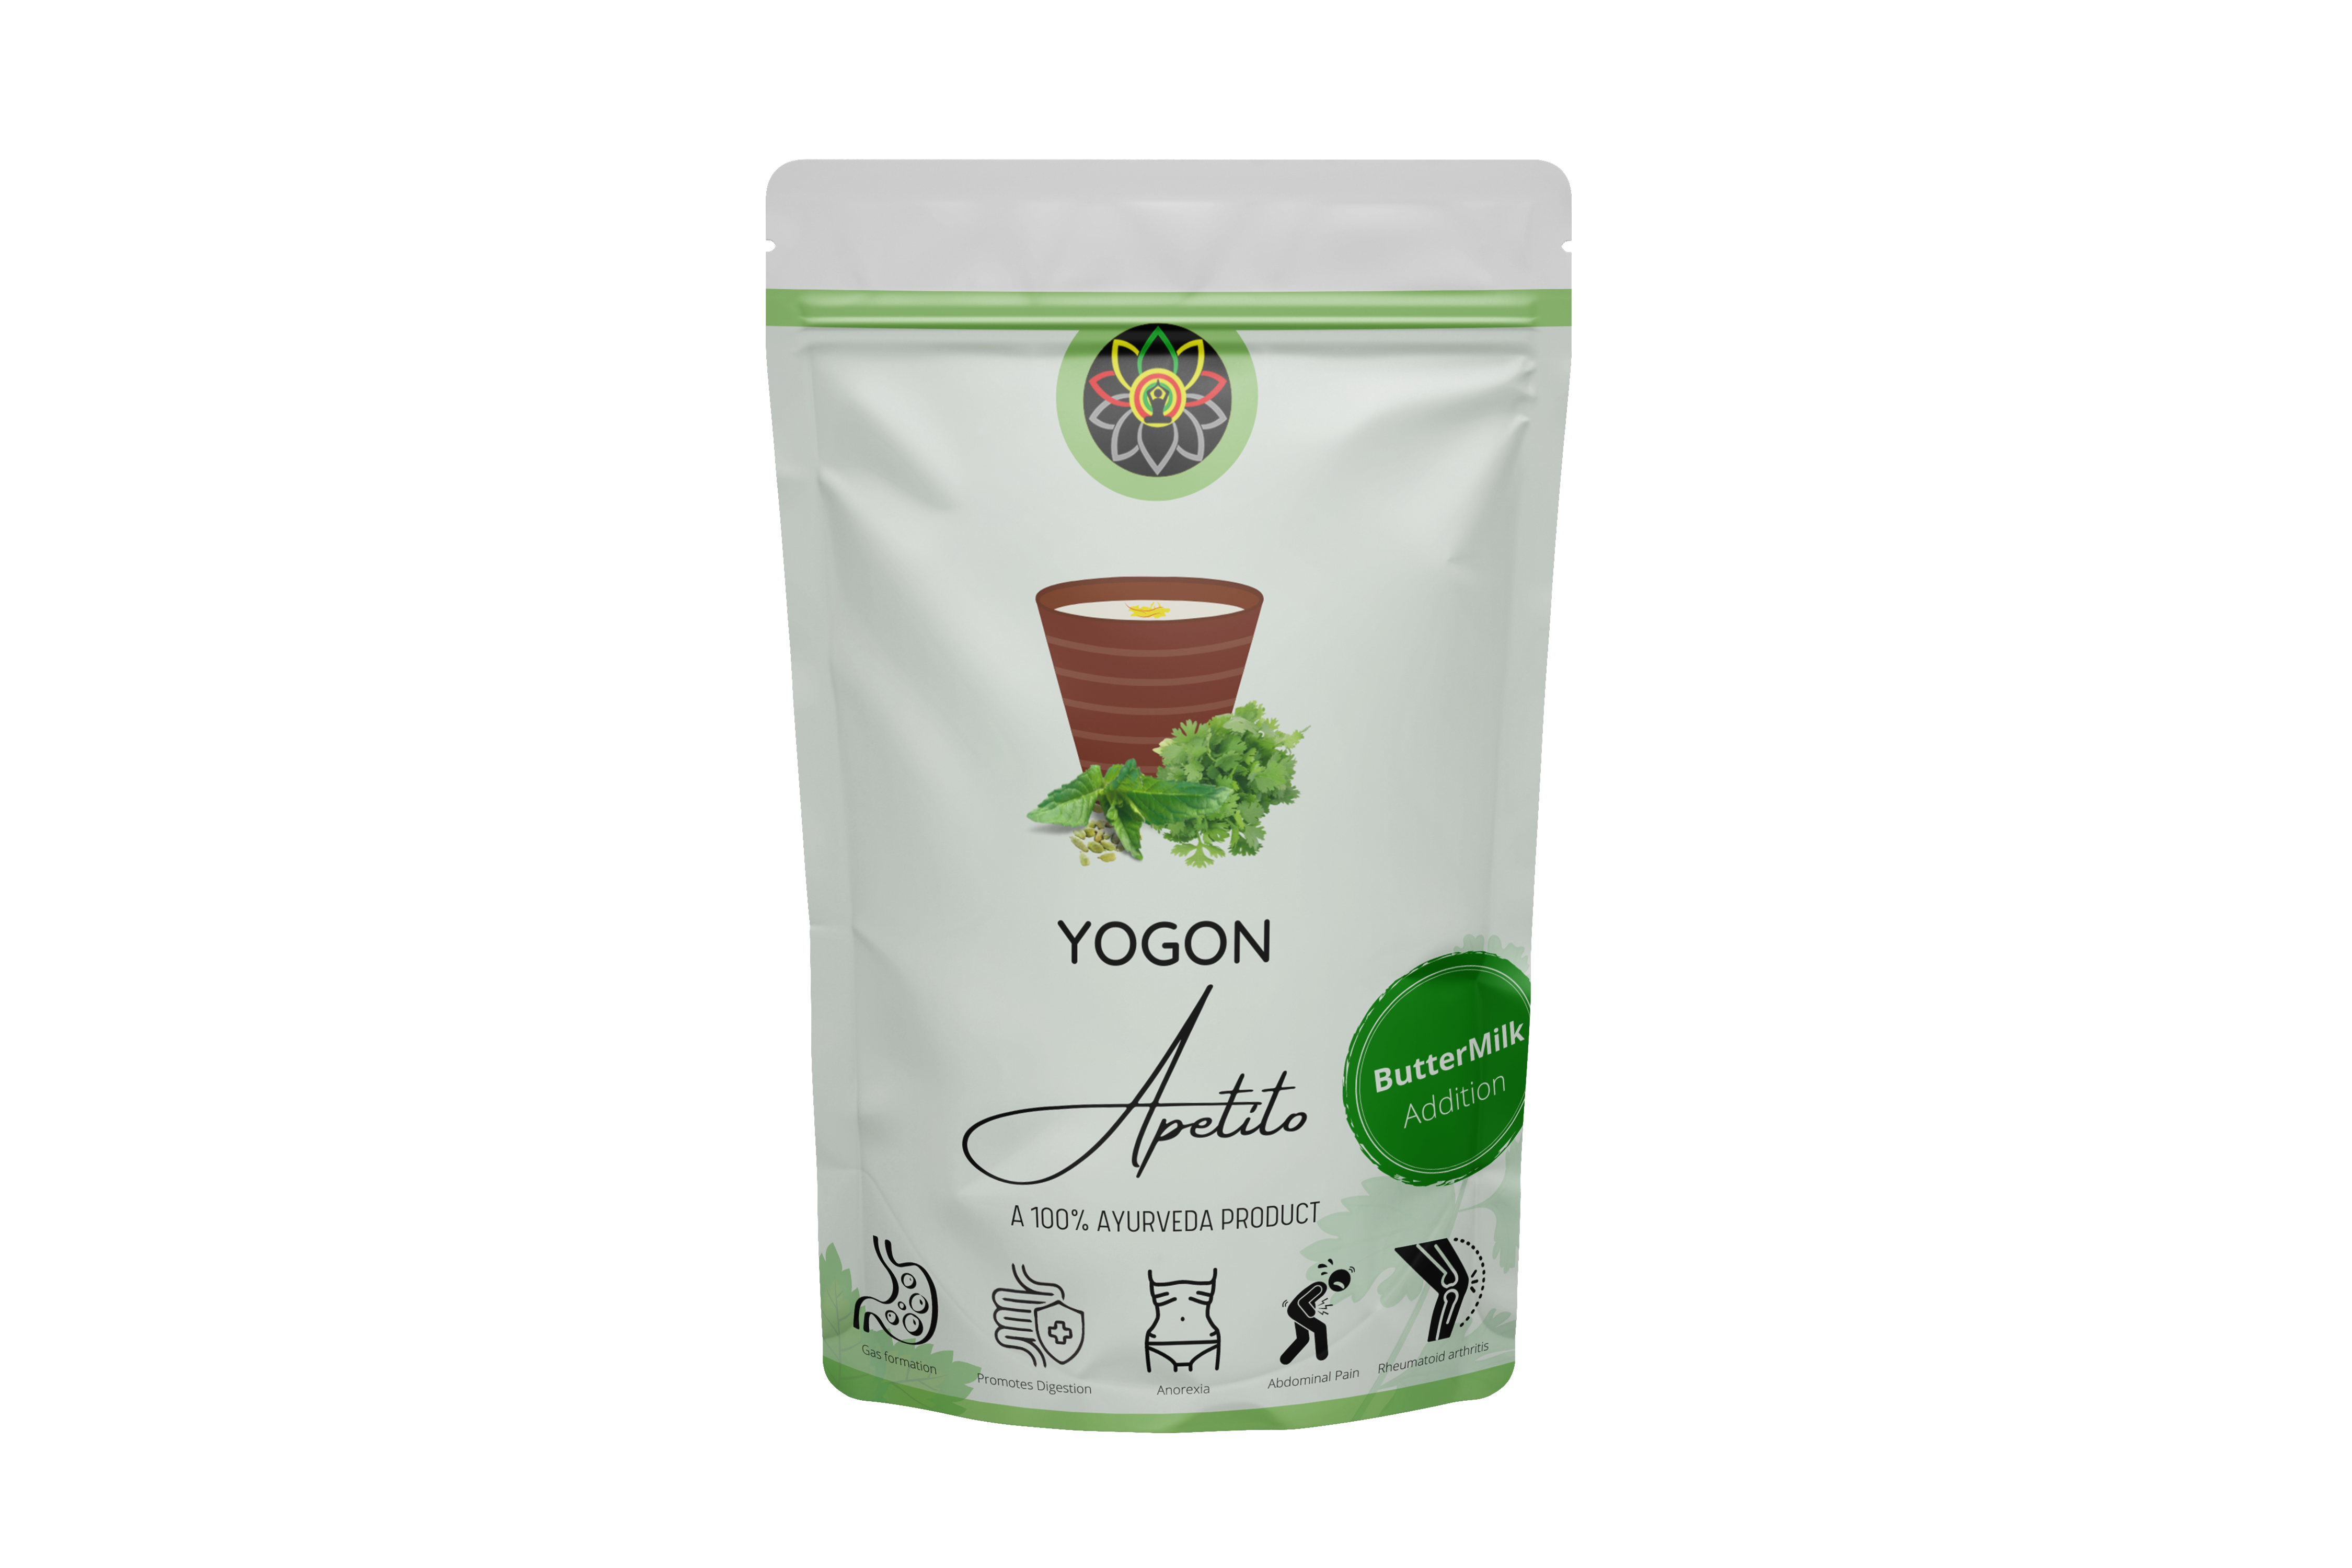 YOGON
Apetito
ButterMilk
Addition
A 100% AYURVEDA PRODUCT
Gas formation
Promotes Digestion
Anorexia
Abdominal Pain
Rheumatoid arthritis